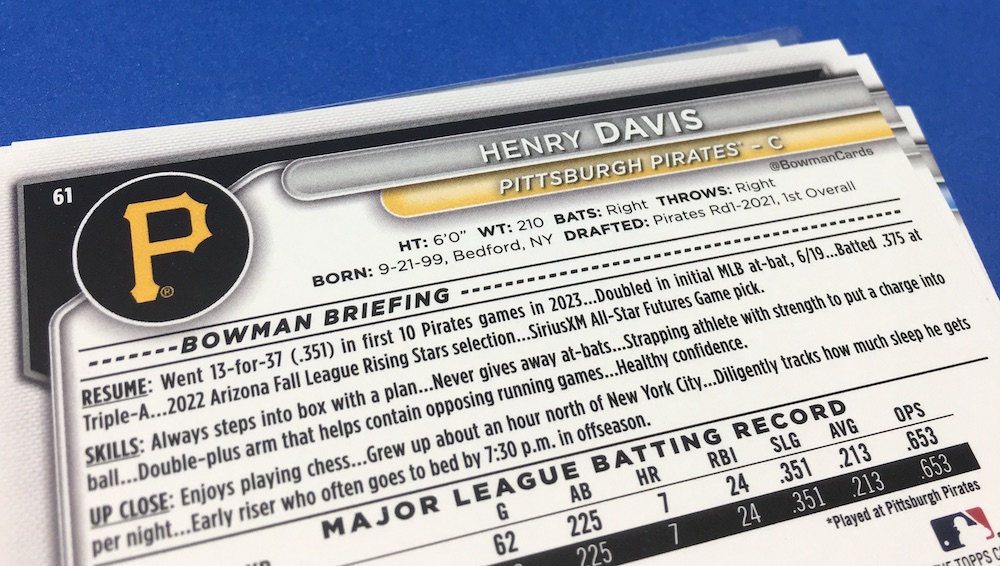 61
HENRY DAVIS
PITTSBURGH PIRATES® – C
@BowmanCards
P®
HT: 6'0" WT: 210 BATS: Right THROWS: Right
BORN: 9-21-99, Bedford, NY DRAFTED: Pirates Rd1-2021, 1st Overall
BOWMAN BRIEFING
RESUME: Went 13-for-37 (.351) in first 10 Pirates games in 2023...Doubled in initial MLB at-bat, 6/19...Batted .375 at
Triple-A...2022 Arizona Fall League Rising Stars selection...SiriusXM All-Star Futures Game pick.
SKILLS: Always steps into box with a plan...Never gives away at-bats...Strapping athlete with strength to put a charge into
ball...Double-plus arm that helps contain opposing running games...Healthy confidence.
UP CLOSE: Enjoys playing chess...Grew up about an hour north of New York City...Diligently tracks how much sleep he gets
per night...Early riser who often goes to bed by 7:30 p.m. in offseason.
MAJOR LEAGUE BATTING RECORD
G AB HR RBI SLG AVG OPS
62 225 7 24 .351 .213 .653
225 7 24 .351 .213 .653
*Played at Pittsburgh Pirates
TOPPS